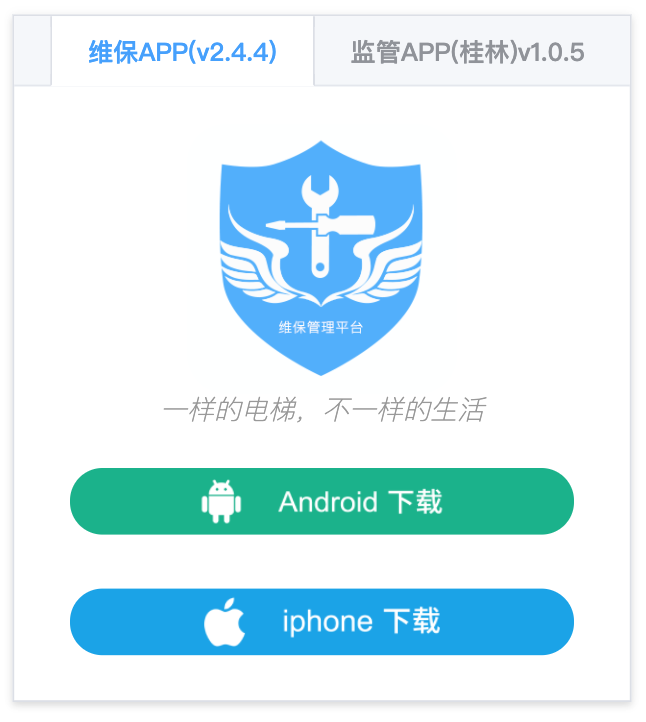 维保APP(v2.4.4)
监管APP(桂林)v1.0.5
维保管理平台
一样的电梯，不一样的生活
Android 下载
iphone 下载